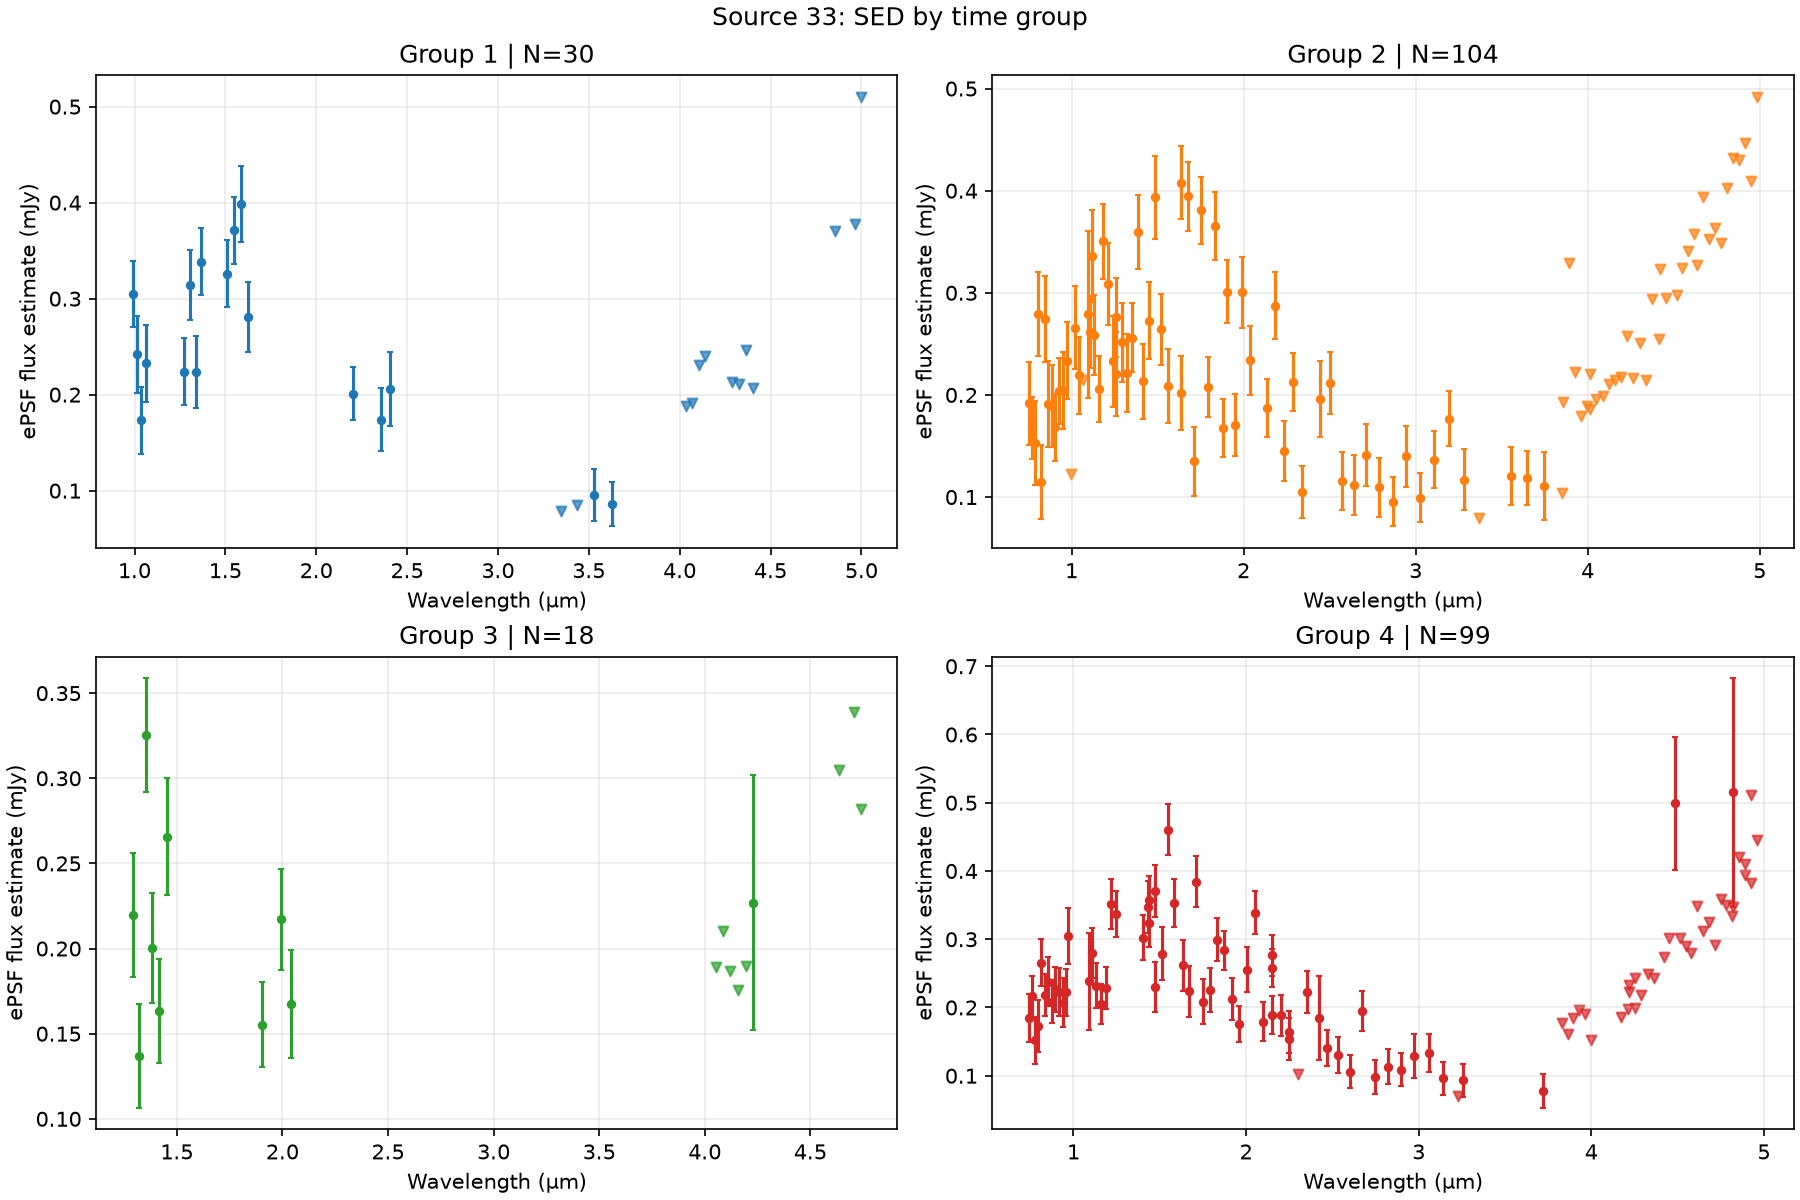 Source 33: SED by time group
Group 1 | N=30
ePSF flux estimate (mJy)
0.5
0.4
0.3
0.2
0.1
1.0 1.5 2.0 2.5 3.0 3.5 4.0 4.5 5.0
Wavelength (µm)
Group 2 | N=104
ePSF flux estimate (mJy)
0.5
0.4
0.3
0.2
0.1
1 2 3 4 5
Wavelength (µm)
Group 3 | N=18
ePSF flux estimate (mJy)
0.35
0.30
0.25
0.20
0.15
0.10
1.5 2.0 2.5 3.0 3.5 4.0 4.5
Wavelength (µm)
Group 4 | N=99
ePSF flux estimate (mJy)
0.7
0.6
0.5
0.4
0.3
0.2
0.1
1 2 3 4 5
Wavelength (µm)